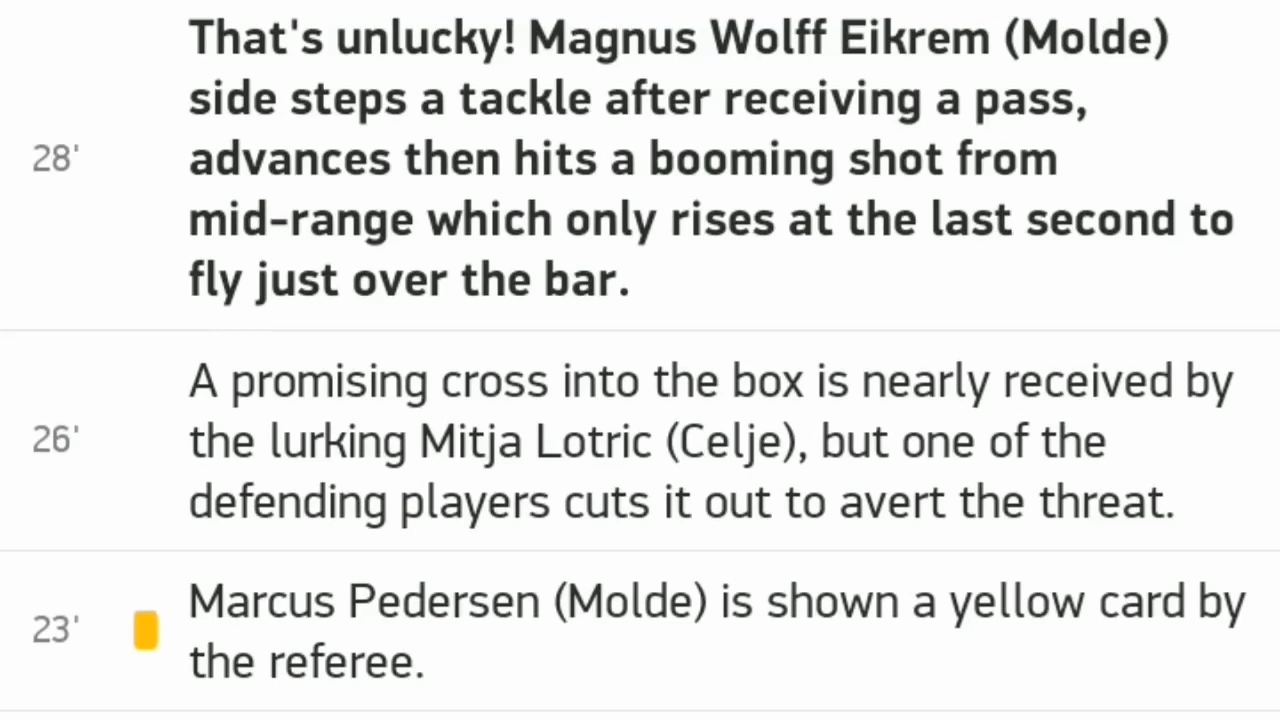 That's unlucky! Magnus Wolff Eikrem (Molde)
side steps a tackle after receiving a pass,
28'
advances then hits a booming shot from
mid-range which only rises at the last second to
fly just over the bar.
A promising cross into the box is nearly received by
26'
the lurking Mitja Lotric (Celje), but one of the
defending players cuts it out to avert the threat.
23'
Marcus Pedersen (Molde) is shown a yellow card by
the referee.